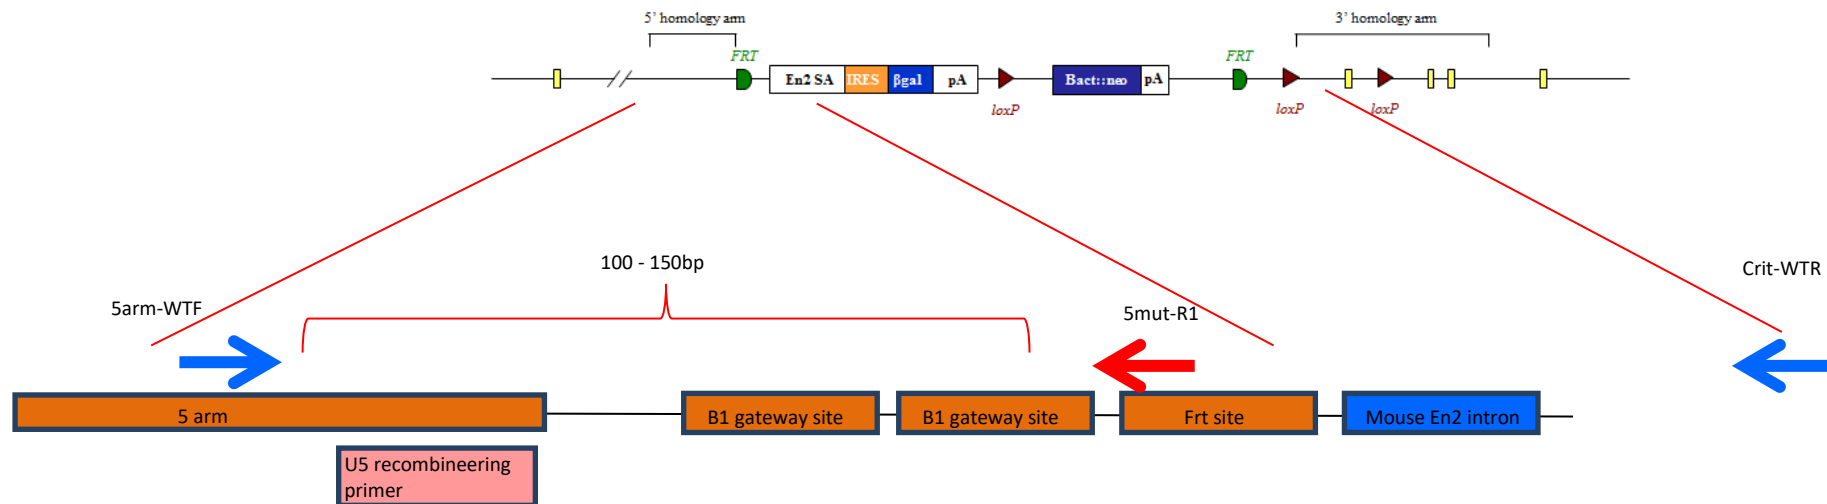 5' homology arm
3' homology arm
FRT
FRT
En2 SA
IRES
βgal
pA
Bact::neo
pA
loxP
loxP
loxP
100 - 150bp
Crit-WTR
5arm-WTF
5mut-R1
5 arm
B1 gateway site
B1 gateway site
Frt site
Mouse En2 intron
U5 recombineering
primer